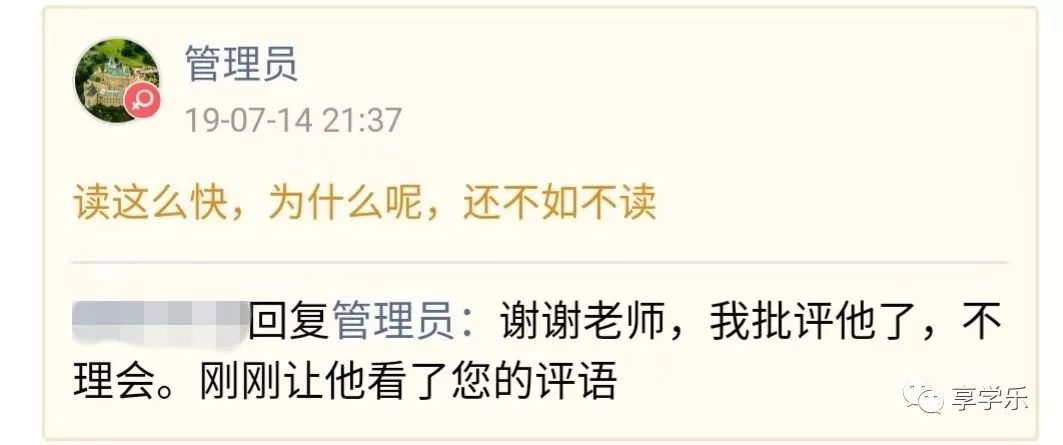 管理员
19-07-14 21:37
读这么快，为什么呢，还不如不读
回复管理员：谢谢老师，我批评他了，不
理会。刚刚让他看了您的评语
享学乐